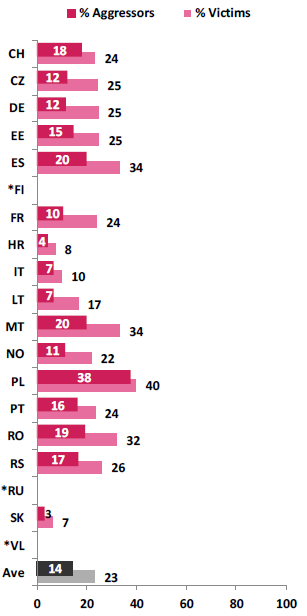 % Aggressors % Victims
CH 18 24
CZ 12 25
DE 12 25
EE 15 25
ES 20 34
*FI
FR 10 24
HR 4 8
IT 7 10
LT 7 17
MT 20 34
NO 11 22
PL 38 40
PT 16 24
RO 19 32
RS 17 26
*RU
SK 3 7
*VL
Ave 14 23
0 20 40 60 80 100